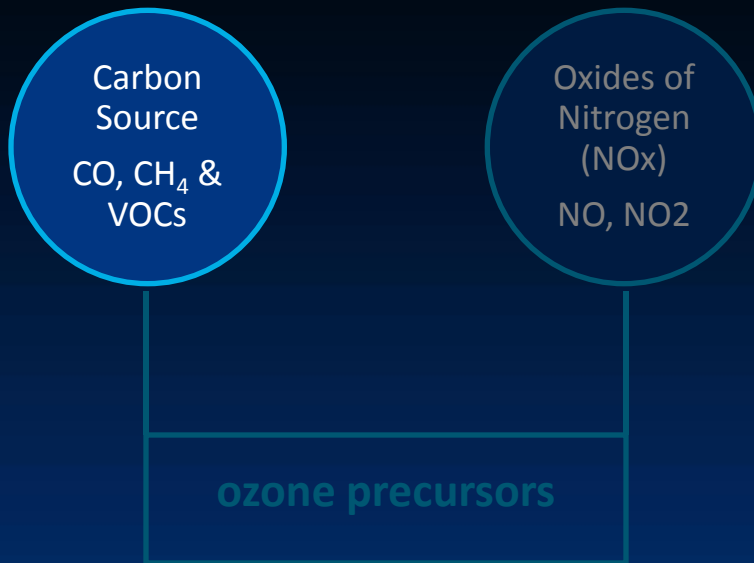 Carbon
Source
CO, CH₄ &
VOCs
Oxides of
Nitrogen
(NOx)
NO, NO2
ozone precursors